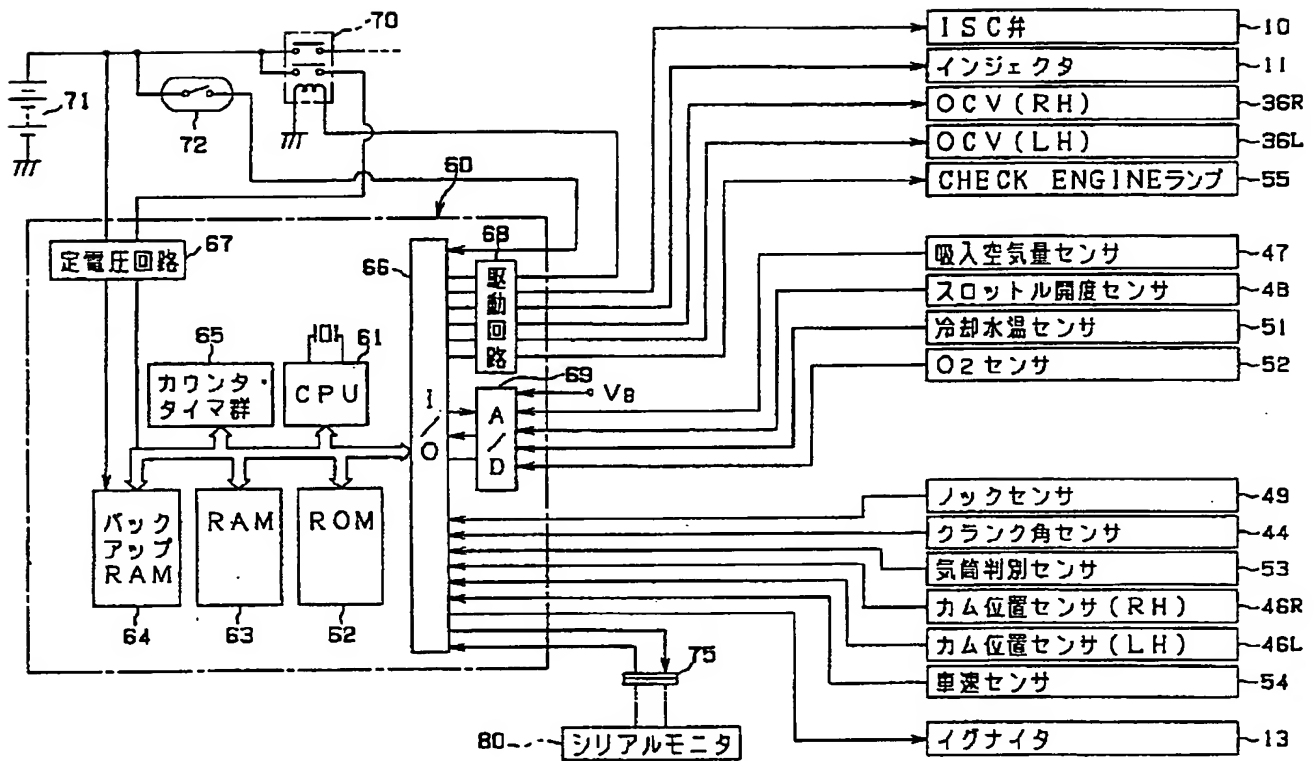 70
71
72
60
67
定電圧回路
66
68
駆動回路
65
カウンタ・
タイマ群
61
CPU
I/O
69
A/D
VB
バック
アップ
RAM
64
RAM
63
ROM
62
75
80
シリアルモニタ
ISC弁
10
インジェクタ
11
OCV(RH)
36R
OCV(LH)
36L
CHECK ENGINEランプ
55
吸入空気量センサ
47
スロットル開度センサ
48
冷却水温センサ
51
O2センサ
52
ノックセンサ
49
クランク角センサ
44
気筒判別センサ
53
カム位置センサ(RH)
46R
カム位置センサ(LH)
46L
車速センサ
54
イグナイタ
13